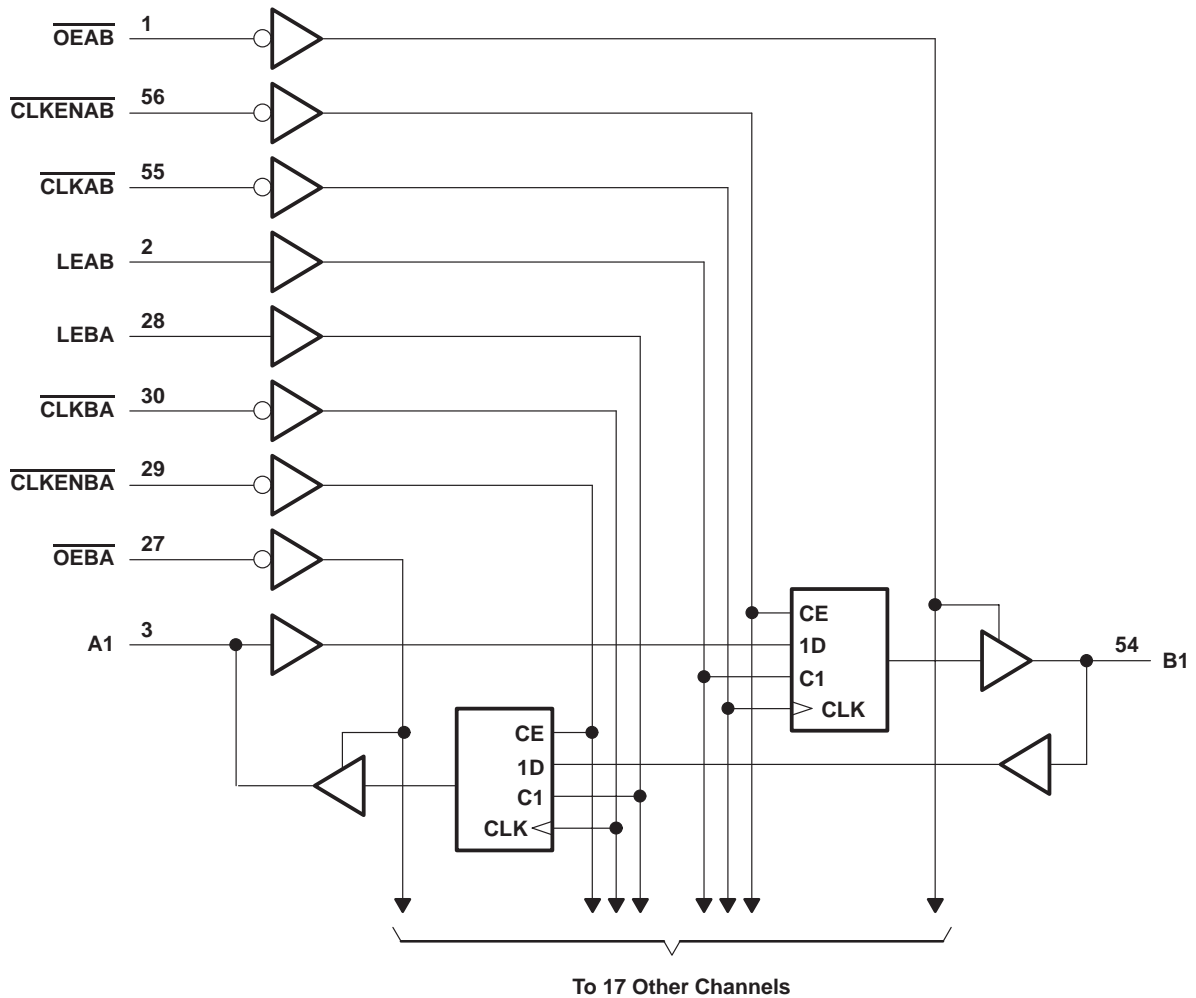 OEAB 1
CLKENAB 56
CLKAB 55
LEAB 2
LEBA 28
CLKBA 30
CLKENBA 29
OEBA 27
A1 3
CE
1D
C1
CLK
54 B1
CE
1D
C1
CLK
To 17 Other Channels